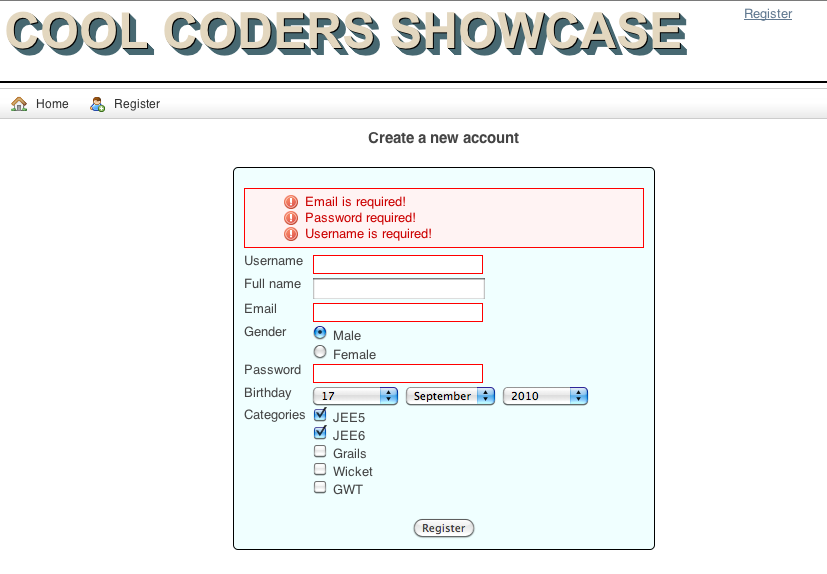 COOL CODERS SHOWCASE
Register
Home Register
Create a new account
Email is required!
Password required!
Username is required!
Username
Full name
Email
Gender Male
Female
Password
Birthday 17 September 2010
Categories JEE5
JEE6
Grails
Wicket
GWT
Register